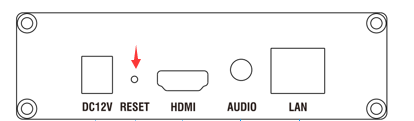 DC12V RESET HDMI AUDIO LAN